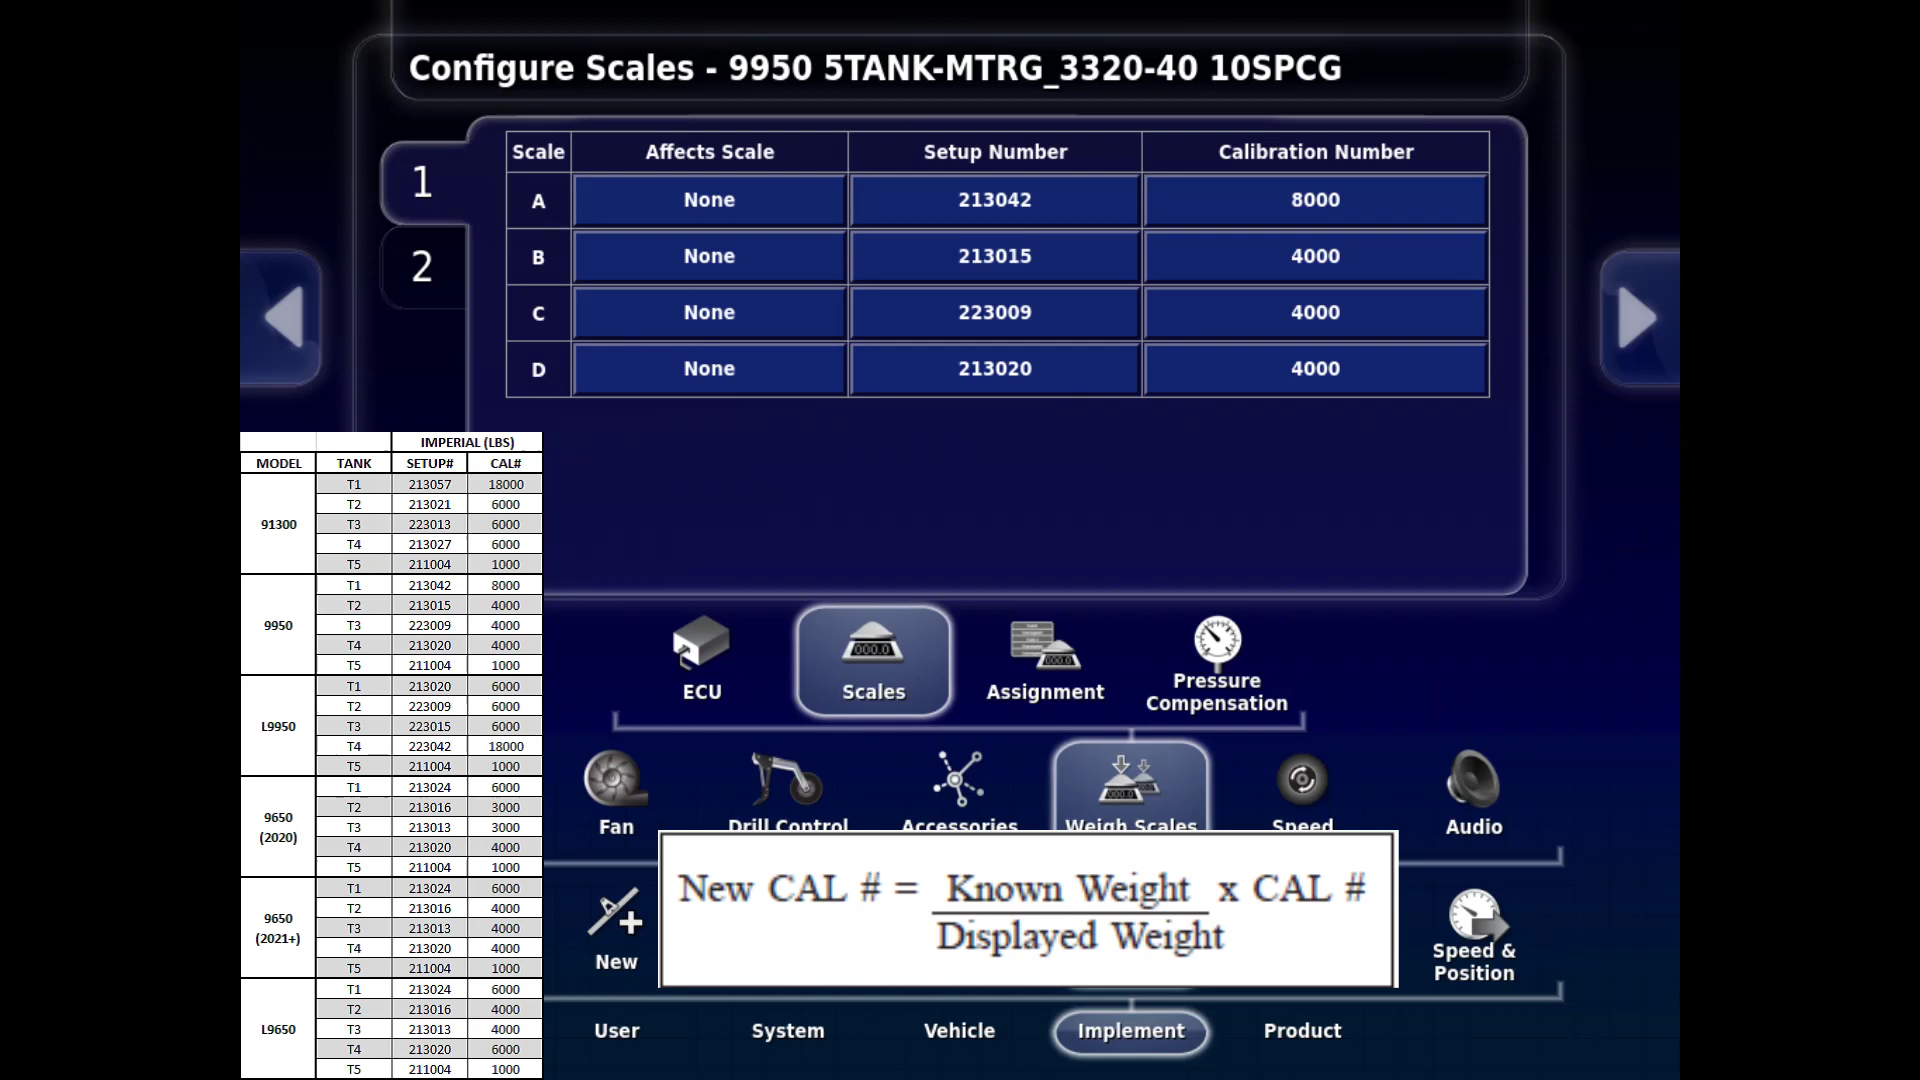 Configure Scales - 9950 5TANK-MTRG_3320-40 10SPCG
1
2
Scale Affects Scale Setup Number Calibration Number
A None 213042 8000
B None 213015 4000
C None 223009 4000
D None 213020 4000
IMPERIAL (LBS)
MODEL TANK SETUP# CAL#
91300
T1 213057 18000
T2 213021 6000
T3 223013 6000
T4 213027 6000
T5 211004 1000
9950
T1 213042 8000
T2 213015 4000
T3 223009 4000
T4 213020 4000
T5 211004 1000
L9950
T1 213020 6000
T2 223009 6000
T3 223015 6000
T4 223042 18000
T5 211004 1000
9650
(2020)
T1 213024 6000
T2 213016 3000
T3 213013 3000
T4 213020 4000
T5 211004 1000
9650
(2021+)
T1 213024 6000
T2 213016 4000
T3 213013 4000
T4 213020 4000
T5 211004 1000
L9650
T1 213024 6000
T2 213016 4000
T3 213013 4000
T4 213020 6000
T5 211004 1000
000.0
000.0
ECU Scales Assignment Pressure
Compensation
000.0
Fan Drill Control Accessories Weigh Scales Speed Audio
New
New CAL # = Known Weight x CAL #
Displayed Weight
Speed &
Position
User System Vehicle Implement Product